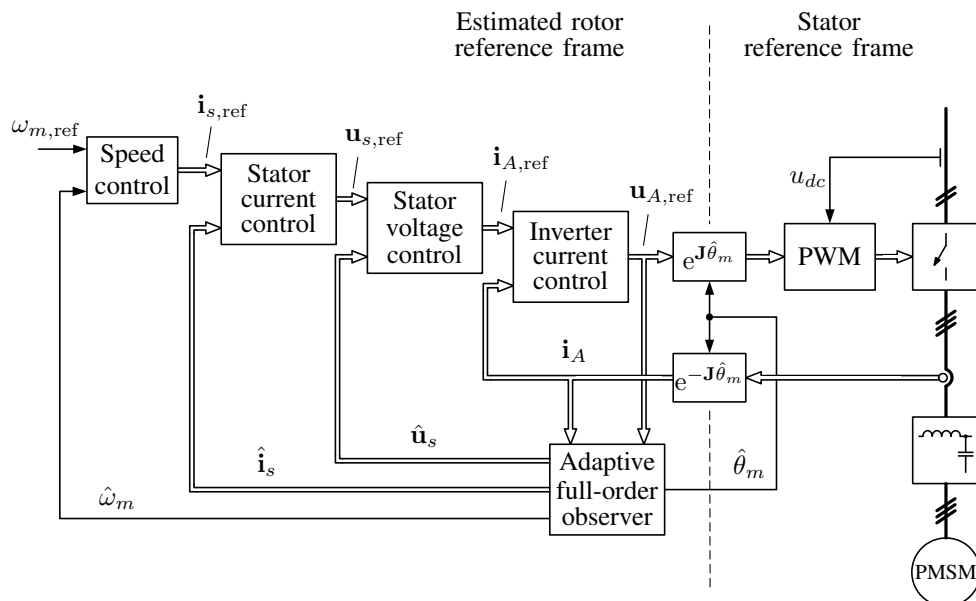 Estimated rotor
reference frame
Stator
reference frame
ω_{m,ref}
Speed
control
i_{s,ref}
Stator
current
control
u_{s,ref}
Stator
voltage
control
i_{A,ref}
Inverter
current
control
u_{A,ref}
e^{Jθ̂_m}
u_{dc}
PWM
i_A
e^{−Jθ̂_m}
û_s
î_s
ω̂_m
Adaptive
full-order
observer
θ̂_m
PMSM